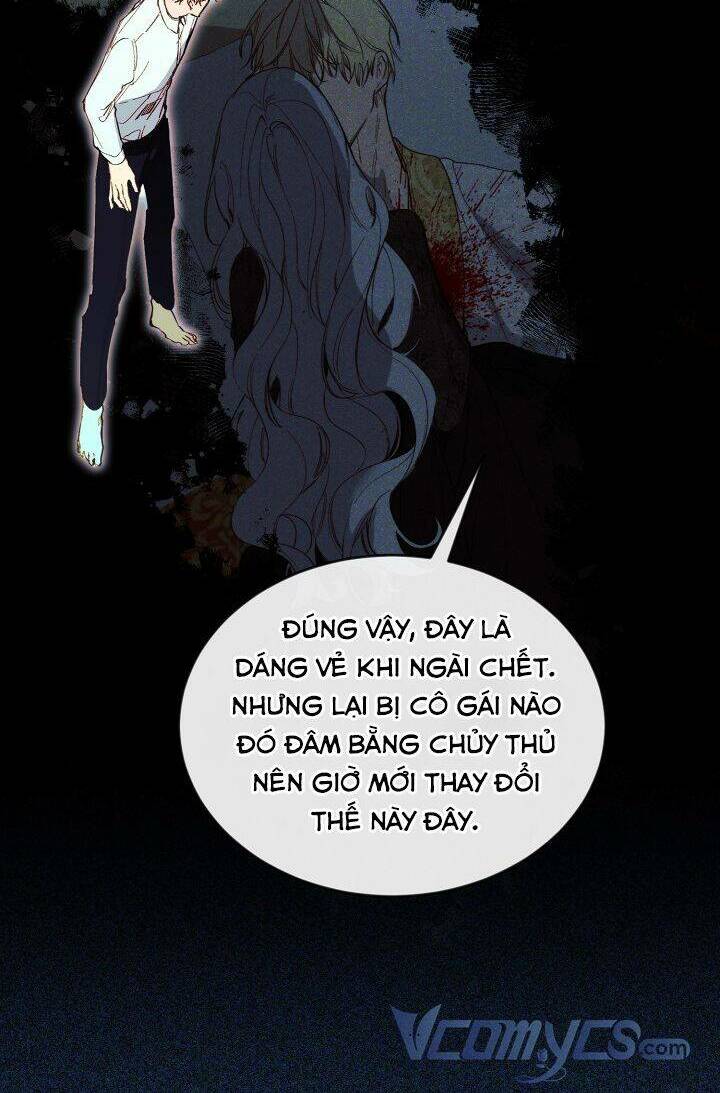 ĐÚNG VẬY, ĐÂY LÀ
DÁNG VẺ KHI NGÀI CHẾT.
NHƯNG LẠI BỊ CÔ GÁI NÀO
ĐÓ ĐÂM BẰNG CHỦY THỦ
NÊN GIỜ MỚI THAY ĐỔI
THẾ NÀY ĐÂY.
VCOMYCS.com